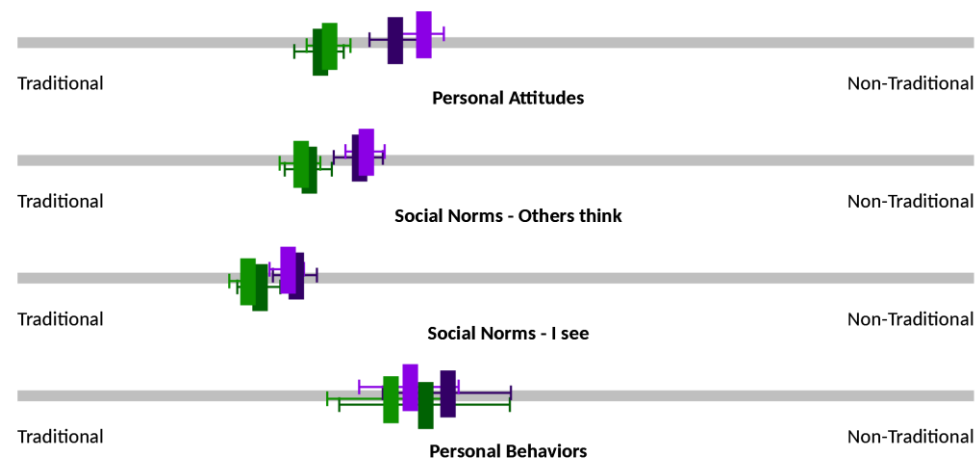 Traditional
Non-Traditional
Personal Attitudes
Traditional
Non-Traditional
Social Norms - Others think
Traditional
Non-Traditional
Social Norms - I see
Traditional
Non-Traditional
Personal Behaviors